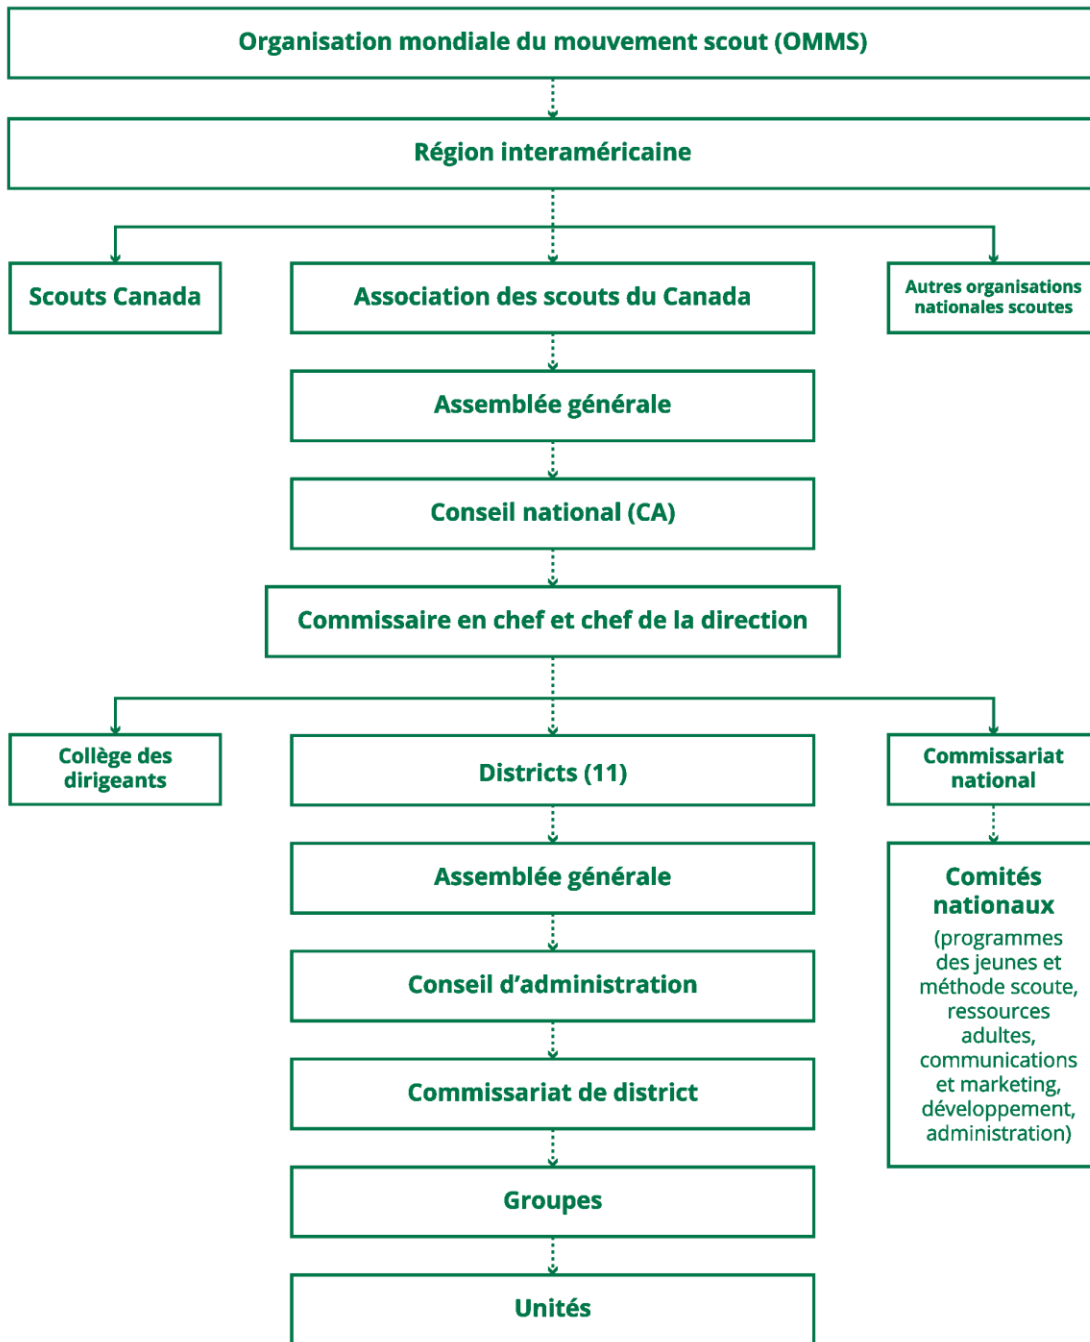 Organisation mondiale du mouvement scout (OMMS)
Région interaméricaine
Scouts Canada
Association des scouts du Canada
Autres organisations
nationales scoutes
Assemblée générale
Conseil national (CA)
Commissaire en chef et chef de la direction
Collège des
dirigeants
Districts (11)
Commissariat
national
Assemblée générale
Comités
nationaux
(programmes
des jeunes et
méthode scoute,
ressources
adultes,
communications
et marketing,
développement,
administration)
Conseil d’administration
Commissariat de district
Groupes
Unités